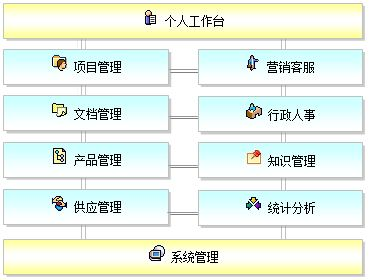 个人工作台
项目管理
营销客服
文档管理
行政人事
产品管理
知识管理
供应管理
统计分析
系统管理